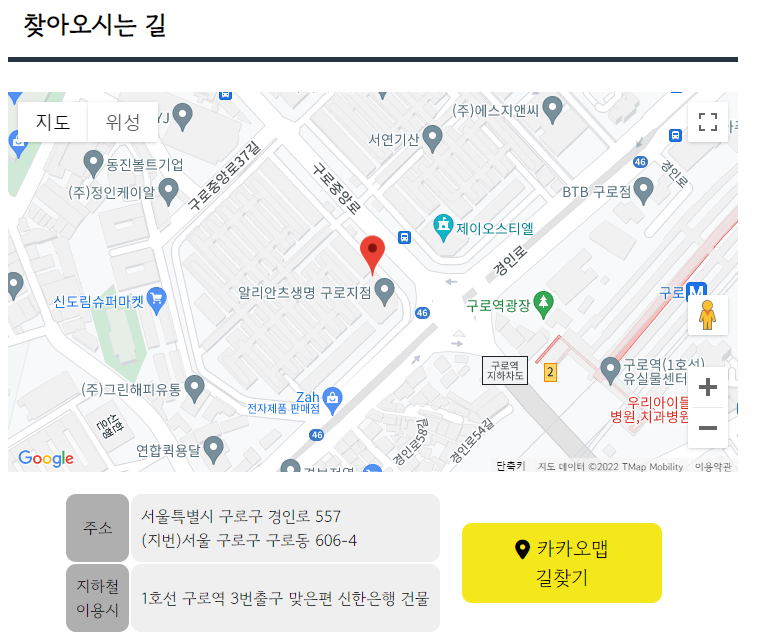 찾아오시는 길
지도
위성
YJ
(주)에스지앤씨
서연기산
동진볼트기업
구로중앙로37길
구로중앙로
46
경인로
(주)정인케이알
BTB 구로점
제이오스티엘
경인로
알리안츠생명 구로지점
신도림슈퍼마켓
구로역광장
구로
M
46
구로역
지하차도
2
구로역(1호선)
유실물센터
(주)그린해피유통
Zah
전자제품 판매점
우리아이들
병원,치과병원
신한
은행
46
경인로58길
경인로54길
연합퀵용달
Google
단축키
지도 데이터 ©2022 TMap Mobility
이용약관
주소
서울특별시 구로구 경인로 557
(지번)서울 구로구 구로동 606-4
카카오맵
길찾기
지하철
이용시
1호선 구로역 3번출구 맞은편 신한은행 건물